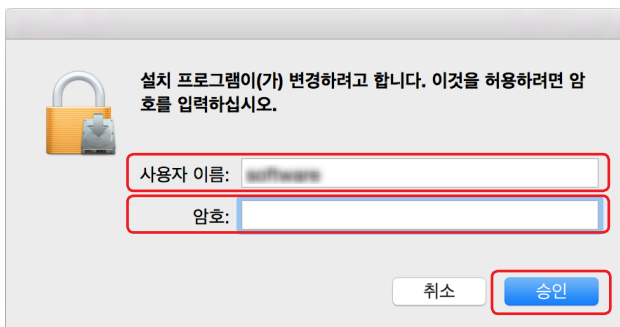 설치 프로그램이(가) 변경하려고 합니다. 이것을 허용하려면 암
호를 입력하십시오.
사용자 이름:
암호:
취소 승인